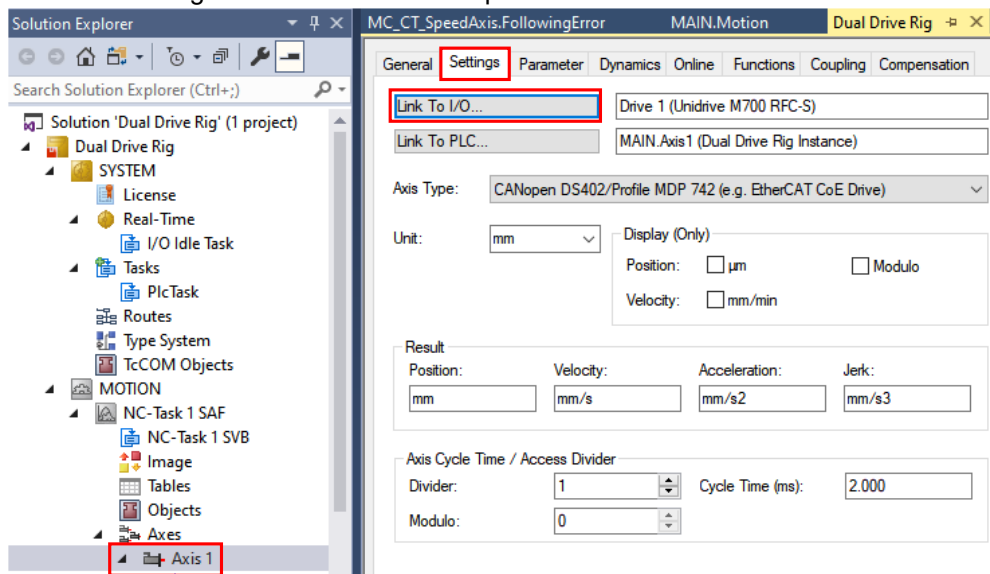 Solution Explorer
Search Solution Explorer (Ctrl+;)
Solution 'Dual Drive Rig' (1 project)
Dual Drive Rig
SYSTEM
License
Real-Time
I/O Idle Task
Tasks
PlcTask
Routes
Type System
TcCOM Objects
MOTION
NC-Task 1 SAF
NC-Task 1 SVB
Image
Tables
Objects
Axes
Axis 1
MC_CT_SpeedAxis.FollowingError MAIN.Motion Dual Drive Rig
General Settings Parameter Dynamics Online Functions Coupling Compensation
Link To I/O... Drive 1 (Unidrive M700 RFC-S)
Link To PLC... MAIN.Axis1 (Dual Drive Rig Instance)
Axis Type: CANopen DS402/Profile MDP 742 (e.g. EtherCAT CoE Drive)
Unit: mm Display (Only)
Position: µm Modulo
Velocity: mm/min
Result
Position: Velocity: Acceleration: Jerk:
mm mm/s mm/s2 mm/s3
Axis Cycle Time / Access Divider
Divider: 1 Cycle Time (ms): 2.000
Modulo: 0